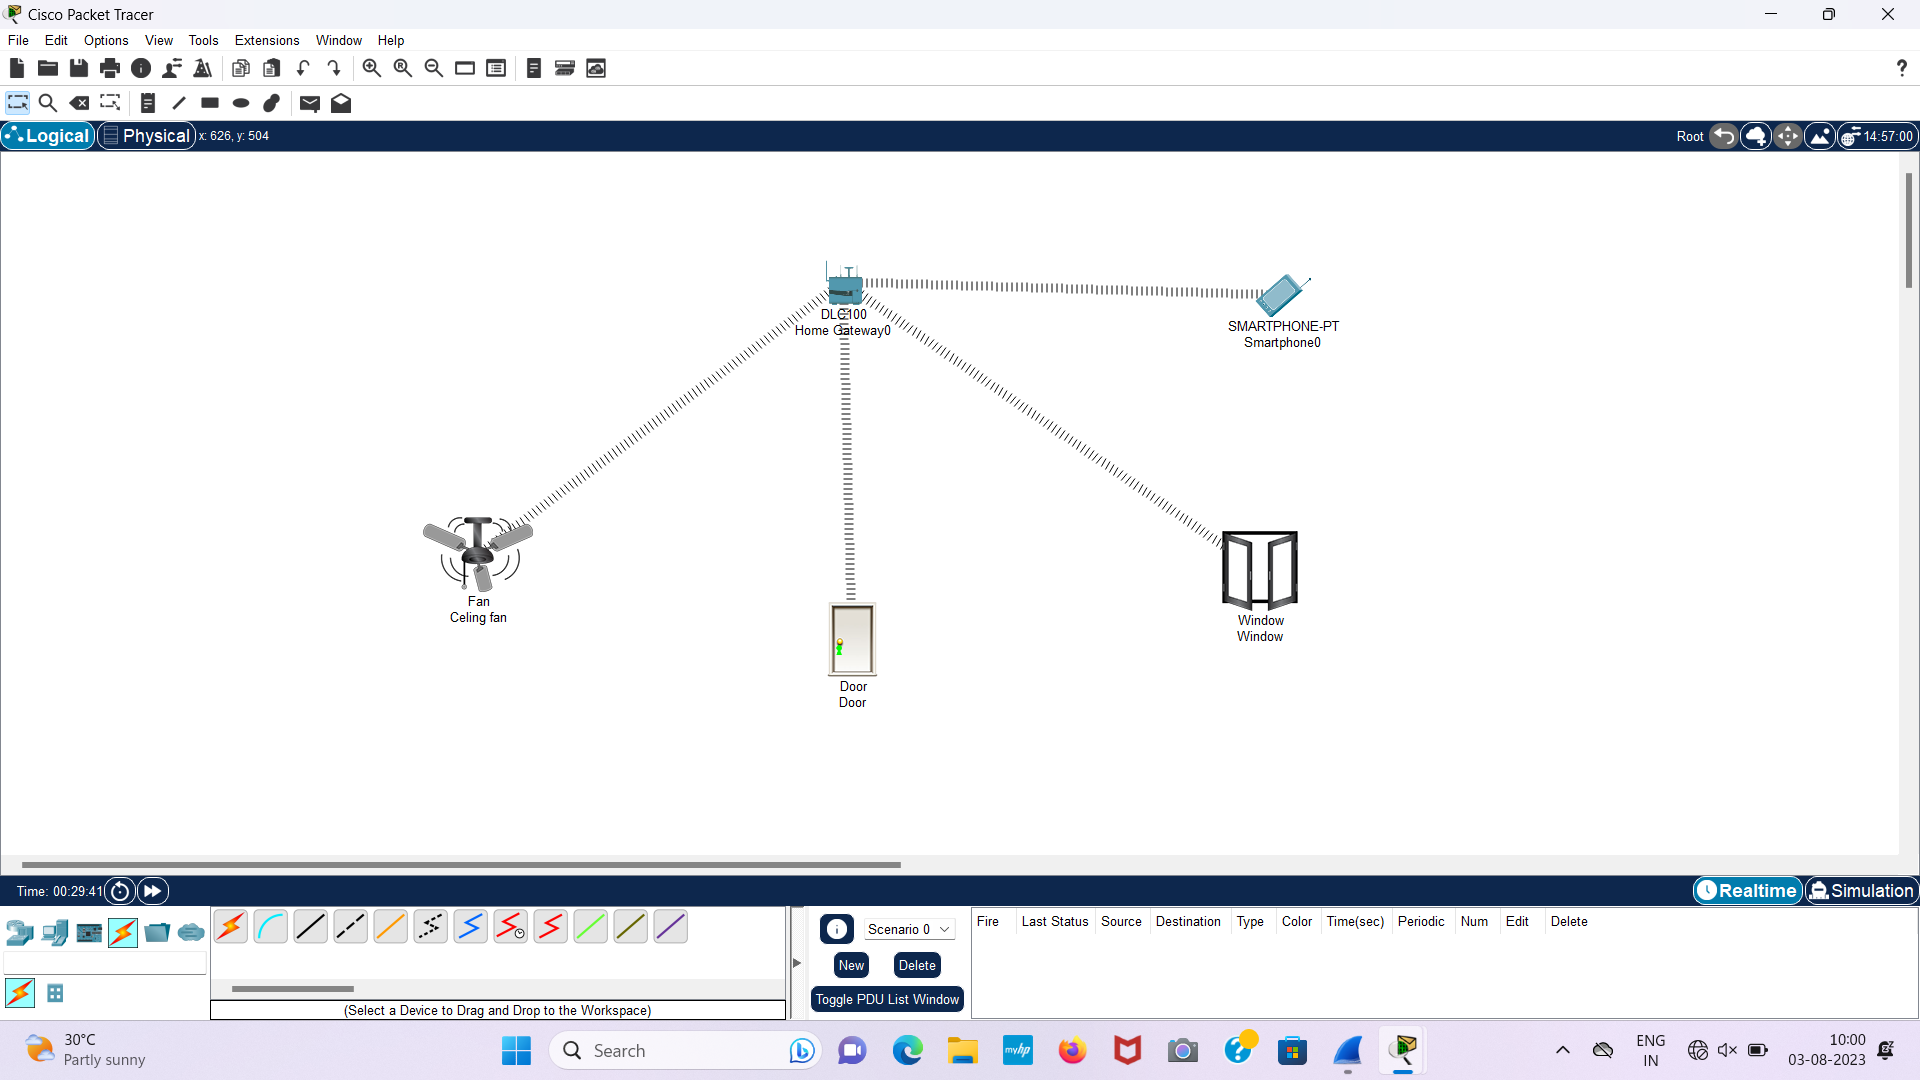 Cisco Packet Tracer
File Edit Options View Tools Extensions Window Help
?
Logical Physical x: 626, y: 504 Root 14:57:00
DLC100
Home Gateway0
SMARTPHONE-PT
Smartphone0
Fan
Celing fan
Window
Window
Door
Door
Time: 00:29:41 Realtime Simulation
Scenario 0
New Delete
Toggle PDU List Window
Fire Last Status Source Destination Type Color Time(sec) Periodic Num Edit Delete
(Select a Device to Drag and Drop to the Workspace)
30°C
Partly sunny
Search
myhp
ENG
IN
10:00
03-08-2023